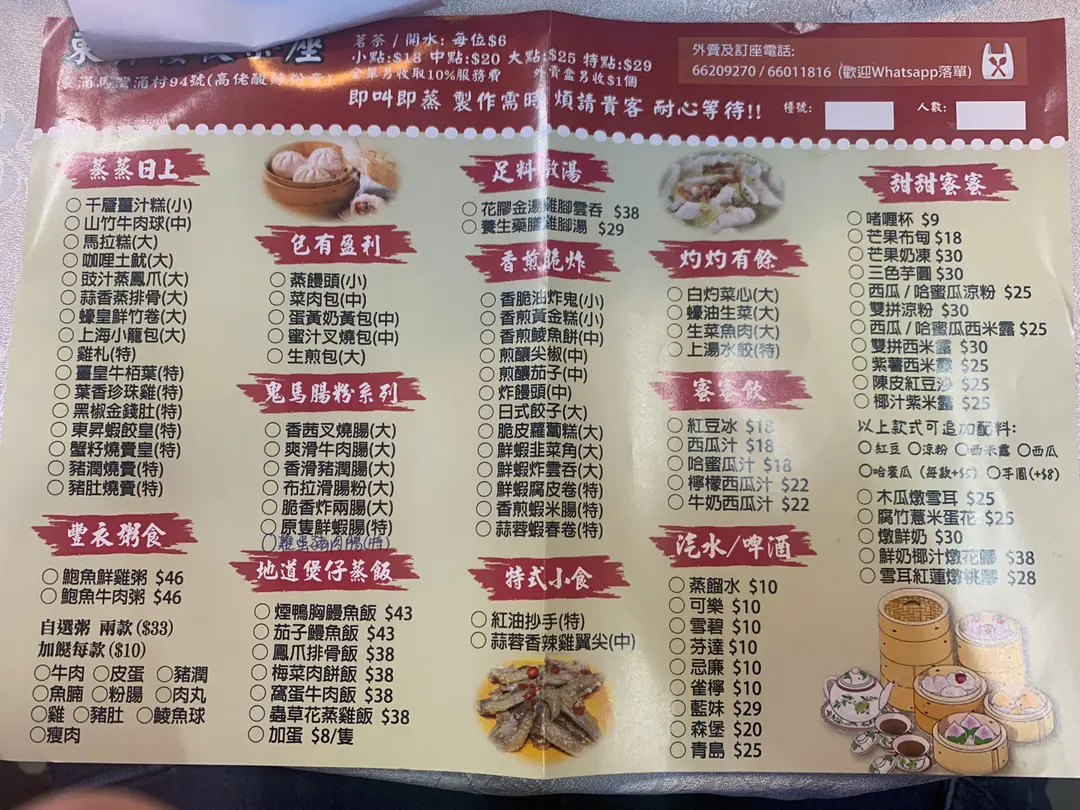 座
涌馬灣涌村94號(高佬酸辣粉旁)
茗茶 / 開水: 每位$6
小點:$18 中點:$20 大點:$25 特點:$29
全單另收取10%服務費 外賣盒另收$1個
即叫即蒸 製作需時 煩請貴客 耐心等待!!
外賣及訂座電話:
66209270 / 66011816 (歡迎Whatsapp落單)
檯號:
人數:
蒸蒸日上
千層薑汁糕(小)
山竹牛肉球(中)
馬拉糕(大)
咖哩土魷(大)
豉汁蒸鳳爪(大)
蒜香蒸排骨(大)
蠔皇鮮竹卷(大)
上海小籠包(大)
雞札(特)
薑皇牛栢葉(特)
葉香珍珠雞(特)
黑椒金錢肚(特)
東昇蝦餃皇(特)
蟹籽燒賣皇(特)
豬潤燒賣(特)
豬肚燒賣(特)
豐衣粥食
鮑魚鮮雞粥 $46
鮑魚牛肉粥 $46
自選粥 兩款($33)
加餸每款($10)
牛肉 皮蛋 豬潤
魚腩 粉腸 肉丸
雞 豬肚 鯪魚球
瘦肉
包有盈利
蒸饅頭(小)
菜肉包(中)
蛋黃奶黃包(中)
蜜汁叉燒包(中)
生煎包(大)
鬼馬腸粉系列
香茜叉燒腸(大)
爽滑牛肉腸(大)
香滑豬潤腸(大)
布拉滑腸粉(大)
脆香炸兩腸(大)
原隻鮮蝦腸(特)
地道煲仔蒸飯
煙鴨胸鰻魚飯 $43
茄子鰻魚飯 $43
鳳爪排骨飯 $38
梅菜肉餅飯 $38
窩蛋牛肉飯 $38
蟲草花蒸雞飯 $38
加蛋 $8/隻
足料燉湯
花膠金湯雞腳雲吞 $38
養生藥膳雞腳湯 $29
香煎脆炸
香脆油炸鬼(小)
香煎黃金糕(小)
香煎鯪魚餅(中)
煎釀尖椒(中)
煎釀茄子(中)
炸饅頭(中)
日式餃子(大)
脆皮蘿蔔糕(大)
鮮蝦韭菜角(大)
鮮蝦炸雲吞(大)
鮮蝦腐皮卷(特)
香煎蝦米腸(特)
蒜蓉蝦春卷(特)
特式小食
紅油抄手(特)
蒜蓉香辣雞翼尖(中)
灼灼有餘
白灼菜心(大)
蠔油生菜(大)
生菜魚肉(大)
上湯水餃(特)
蜜蜜飲
紅豆冰 $18
西瓜汁 $18
哈蜜瓜汁 $18
檸檬西瓜汁 $22
牛奶西瓜汁 $22
汽水/啤酒
蒸餾水 $10
可樂 $10
雪碧 $10
芬達 $10
忌廉 $10
雀檸 $10
藍妹 $29
森堡 $20
青島 $25
甜甜蜜蜜
啫喱杯 $9
芒果布甸 $18
芒果奶凍 $30
三色芋圓 $30
西瓜 / 哈蜜瓜涼粉 $25
雙拼涼粉 $30
西瓜 / 哈蜜瓜西米露 $25
雙拼西米露 $30
紫薯西米露 $25
陳皮紅豆沙 $25
椰汁紫米露 $25
以上款式可追加配料:
紅豆 涼粉 西米露 西瓜
哈蜜瓜 (每款+$5) 芋圓(+$8)
木瓜燉雪耳 $25
腐竹薏米蛋花 $25
燉鮮奶 $30
鮮奶椰汁燉花膠 $38
雪耳紅蓮燉桃膠 $28